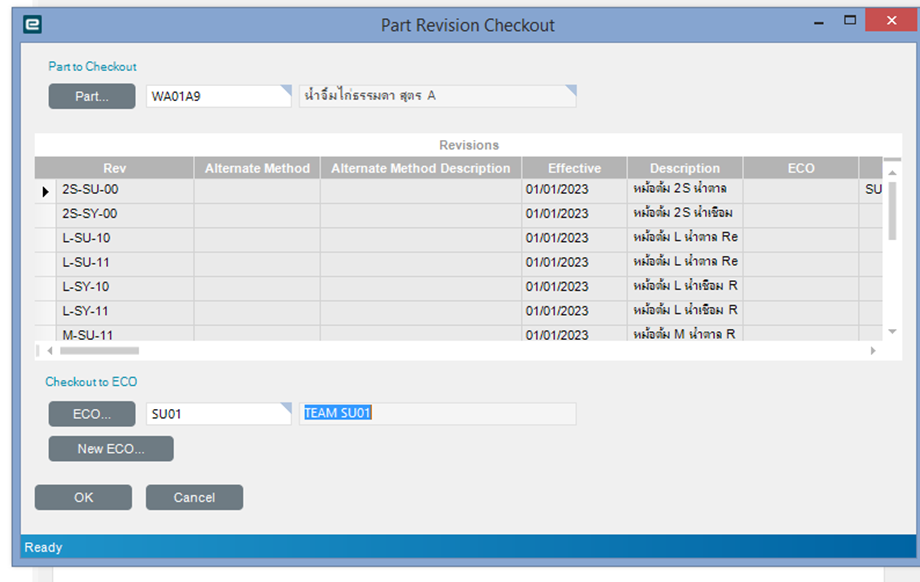 Part Revision Checkout
Part to Checkout
Part... WA01A9 น้ำจิ้มไก่ธรรมดา สูตร A
Revisions
Rev Alternate Method Alternate Method Description Effective Description ECO
2S-SU-00 01/01/2023 หม้อต้ม 2S น้ำตาล SU
2S-SY-00 01/01/2023 หม้อต้ม 2S น้ำเชื่อม
L-SU-10 01/01/2023 หม้อต้ม L น้ำตาล Re
L-SU-11 01/01/2023 หม้อต้ม L น้ำตาล Re
L-SY-10 01/01/2023 หม้อต้ม L น้ำเชื่อม R
L-SY-11 01/01/2023 หม้อต้ม L น้ำเชื่อม R
M-SU-11 01/01/2023 หม้อต้ม M น้ำตาล R
Checkout to ECO
ECO... SU01 TEAM SU01
New ECO...
OK Cancel
Ready